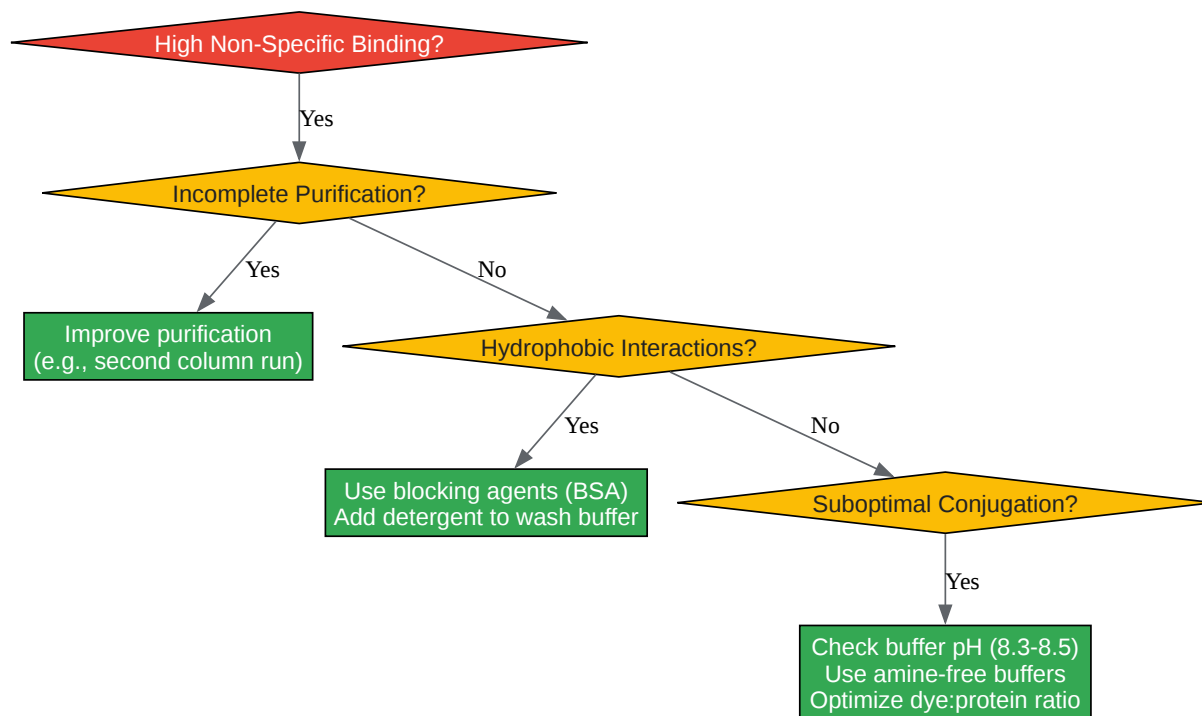 High Non-Specific Binding?
Yes
Incomplete Purification?
Yes
No
Improve purification
(e.g., second column run)
Hydrophobic Interactions?
Yes
No
Use blocking agents (BSA)
Add detergent to wash buffer
Suboptimal Conjugation?
Yes
Check buffer pH (8.3-8.5)
Use amine-free buffers
Optimize dye:protein ratio